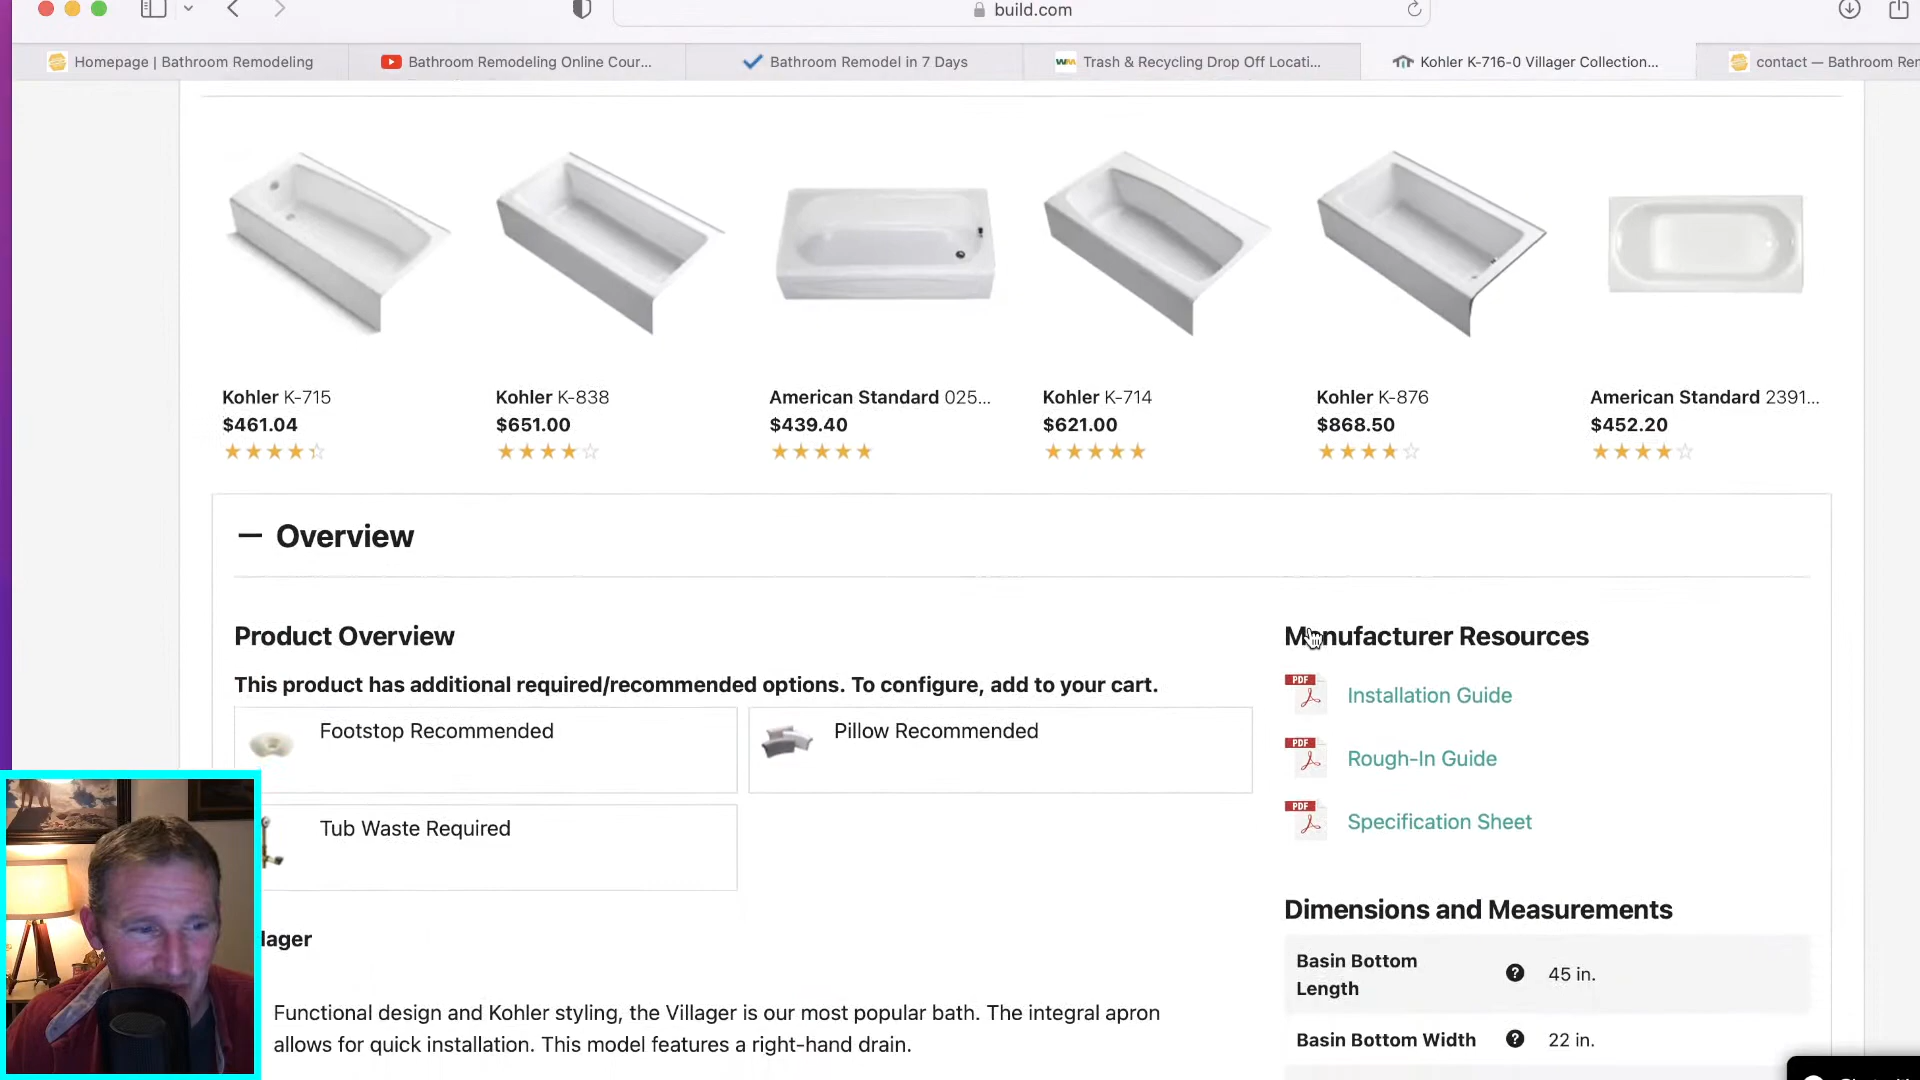 build.com
Homepage | Bathroom Remodeling
Bathroom Remodeling Online Cour...
Bathroom Remodel in 7 Days
Trash & Recycling Drop Off Locati...
Kohler K-716-0 Villager Collection...
contact — Bathroom Rem
Kohler K-715
$461.04
Kohler K-838
$651.00
American Standard 025...
$439.40
Kohler K-714
$621.00
Kohler K-876
$868.50
American Standard 2391...
$452.20
Overview
Product Overview
This product has additional required/recommended options. To configure, add to your cart.
Footstop Recommended
Pillow Recommended
Tub Waste Required
lager
Functional design and Kohler styling, the Villager is our most popular bath. The integral apron
allows for quick installation. This model features a right-hand drain.
Manufacturer Resources
PDF
Installation Guide
PDF
Rough-In Guide
PDF
Specification Sheet
Dimensions and Measurements
Basin Bottom
Length
? 45 in.
Basin Bottom Width ? 22 in.